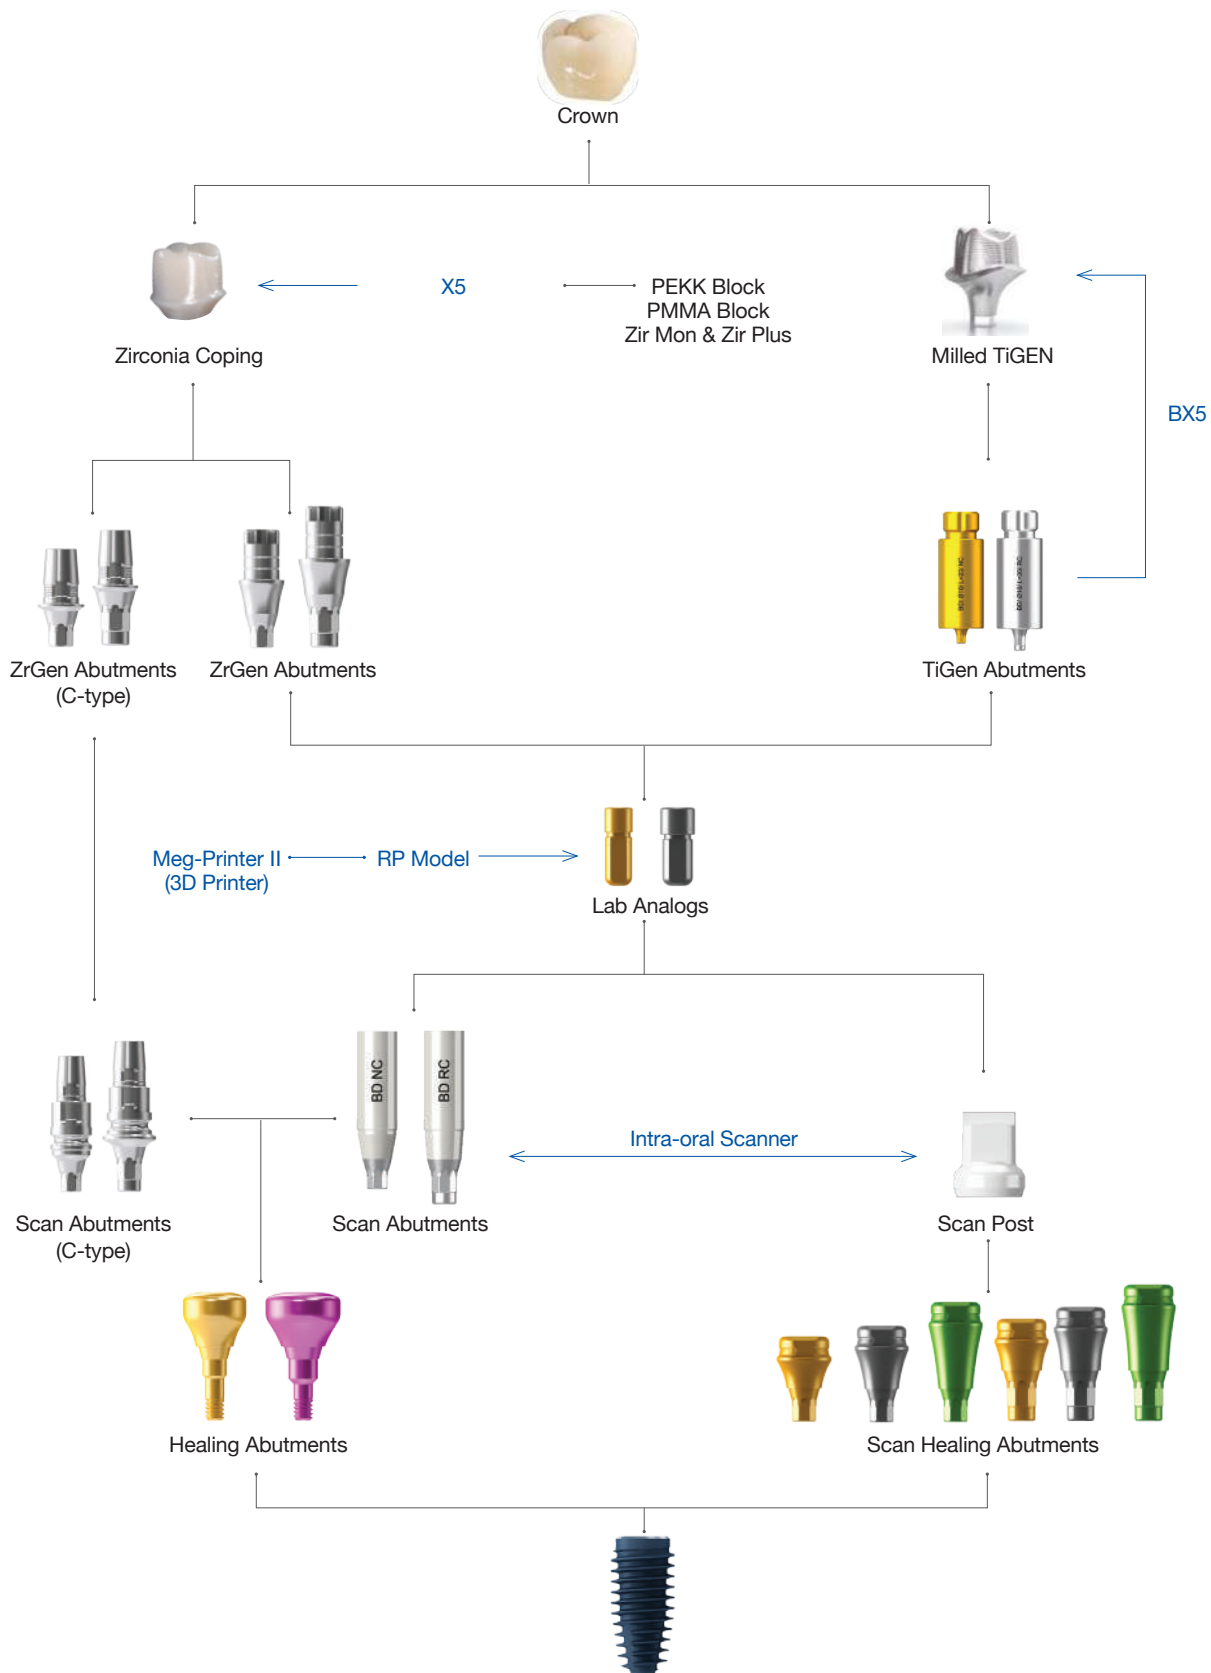 Crown
X5
PEKK Block
PMMA Block
Zir Mon & Zir Plus
Zirconia Coping
Milled TiGEN
BX5
ZrGen Abutments
(C-type)
ZrGen Abutments
TiGen Abutments
Meg-Printer II
(3D Printer)
RP Model
Lab Analogs
BD NC
BD RC
Intra-oral Scanner
Scan Abutments
(C-type)
Scan Abutments
Scan Post
Healing Abutments
Scan Healing Abutments